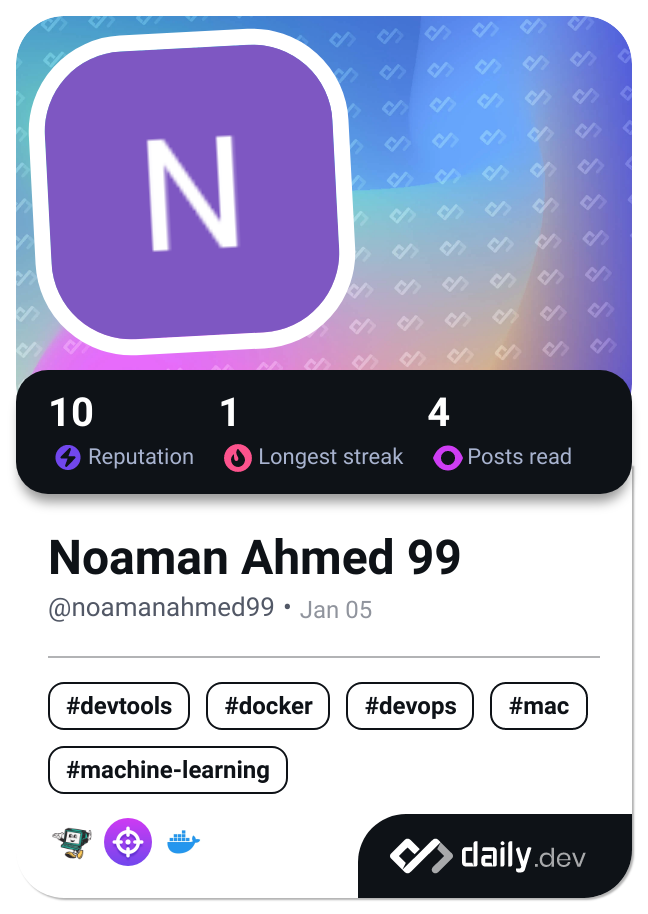 N
10 1 4
Reputation Longest streak Posts read
Noaman Ahmed 99
@noamanahmed99 • Jan 05
#devtools #docker #devops #mac
#machine-learning
daily.dev